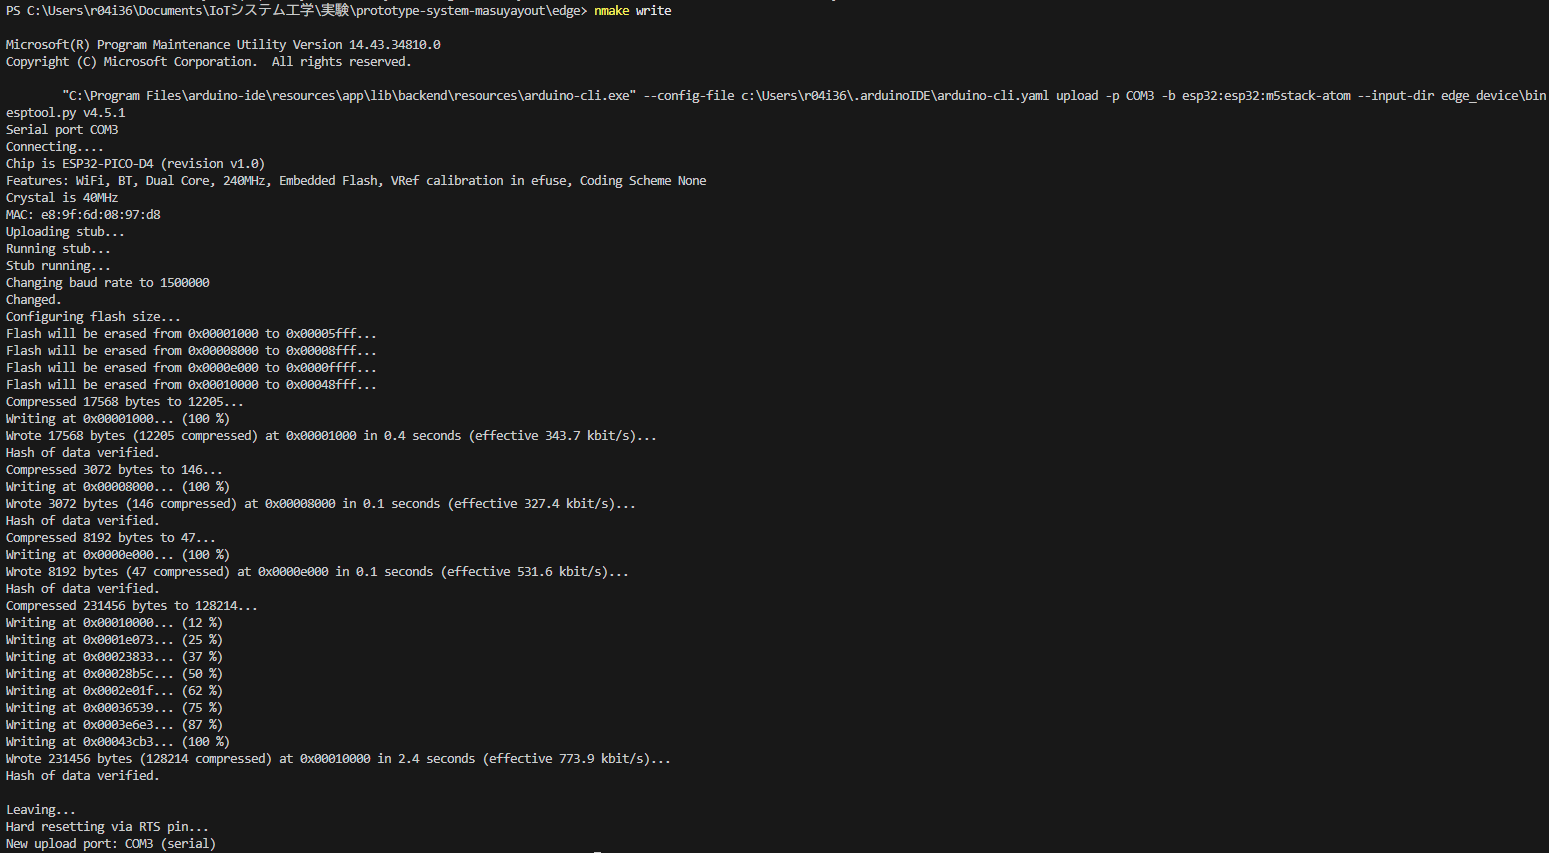 PS C:\Users\r04i36\Documents\IoTシステム工学\実験\prototype-system-masuyayout\edge> nmake write
Microsoft(R) Program Maintenance Utility Version 14.43.34810.0
Copyright (C) Microsoft Corporation.  All rights reserved.
"C:\Program Files\arduino-ide\resources\app\lib\backend\resources\arduino-cli.exe" --config-file c:\Users\r04i36\.arduinoIDE\arduino-cli.yaml upload -p COM3 -b esp32:esp32:m5stack-atom --input-dir edge_device\bin
esptool.py v4.5.1
Serial port COM3
Connecting....
Chip is ESP32-PICO-D4 (revision v1.0)
Features: WiFi, BT, Dual Core, 240MHz, Embedded Flash, VRef calibration in efuse, Coding Scheme None
Crystal is 40MHz
MAC: e8:9f:6d:08:97:d8
Uploading stub...
Running stub...
Stub running...
Changing baud rate to 1500000
Changed.
Configuring flash size...
Flash will be erased from 0x00001000 to 0x00005fff...
Flash will be erased from 0x00008000 to 0x00008fff...
Flash will be erased from 0x0000e000 to 0x0000ffff...
Flash will be erased from 0x00010000 to 0x00048fff...
Compressed 17568 bytes to 12205...
Writing at 0x00001000... (100 %)
Wrote 17568 bytes (12205 compressed) at 0x00001000 in 0.4 seconds (effective 343.7 kbit/s)...
Hash of data verified.
Compressed 3072 bytes to 146...
Writing at 0x00008000... (100 %)
Wrote 3072 bytes (146 compressed) at 0x00008000 in 0.1 seconds (effective 327.4 kbit/s)...
Hash of data verified.
Compressed 8192 bytes to 47...
Writing at 0x0000e000... (100 %)
Wrote 8192 bytes (47 compressed) at 0x0000e000 in 0.1 seconds (effective 531.6 kbit/s)...
Hash of data verified.
Compressed 231456 bytes to 128214...
Writing at 0x00010000... (12 %)
Writing at 0x0001e073... (25 %)
Writing at 0x00023833... (37 %)
Writing at 0x00028b5c... (50 %)
Writing at 0x0002e01f... (62 %)
Writing at 0x00036539... (75 %)
Writing at 0x0003e6e3... (87 %)
Writing at 0x00043cb3... (100 %)
Wrote 231456 bytes (128214 compressed) at 0x00010000 in 2.4 seconds (effective 773.9 kbit/s)...
Hash of data verified.
Leaving...
Hard resetting via RTS pin...
New upload port: COM3 (serial)